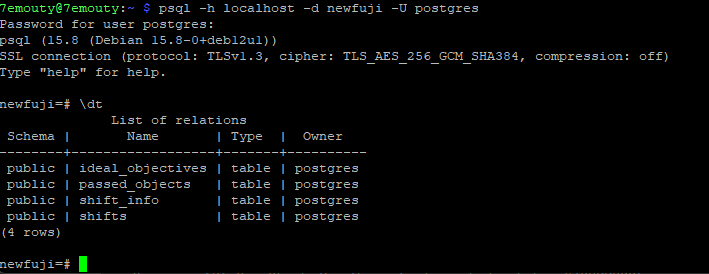 7emouty@7emouty:~ $ psql -h localhost -d newfuji -U postgres
Password for user postgres:
psql (15.8 (Debian 15.8-0+deb12u1))
SSL connection (protocol: TLSv1.3, cipher: TLS_AES_256_GCM_SHA384, compression: off)
Type "help" for help.

newfuji=# \dt
              List of relations
 Schema |       Name       | Type  |  Owner
--------+------------------+-------+----------
 public | ideal_objectives | table | postgres
 public | passed_objects   | table | postgres
 public | shift_info       | table | postgres
 public | shifts           | table | postgres
(4 rows)

newfuji=#